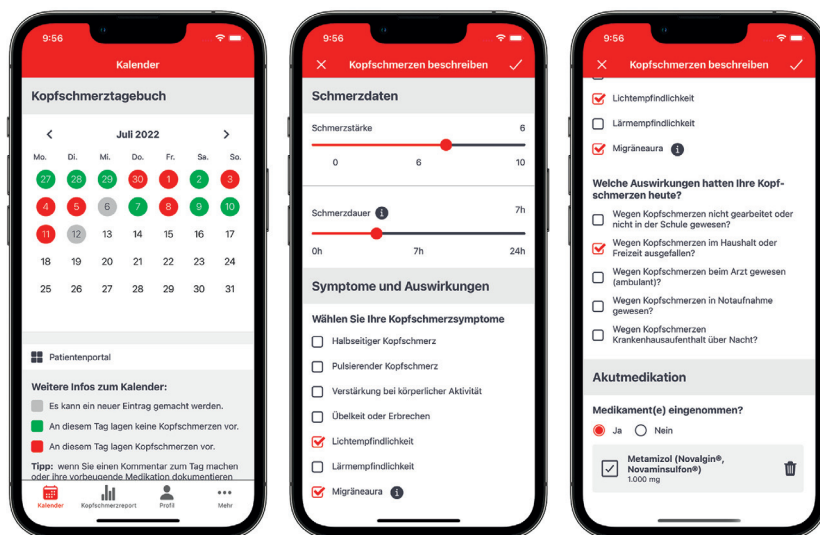 9:56
Kalender
Kopfschmerztagebuch
Juli 2022
Mo. Di. Mi. Do. Fr. Sa. So.
27 28 29 30 1 2 3
4 5 6 7 8 9 10
11 12 13 14 15 16 17
18 19 20 21 22 23 24
25 26 27 28 29 30 31
Patientenportal
Weitere Infos zum Kalender:
Es kann ein neuer Eintrag gemacht werden.
An diesem Tag lagen keine Kopfschmerzen vor.
An diesem Tag lagen Kopfschmerzen vor.
Tipp: wenn Sie einen Kommentar zum Tag machen
oder ihre vorbeugende Medikation dokumentieren
Kalender Kopfschmerzreport Profil Mehr
9:56
Kopfschmerzen beschreiben
Schmerzdaten
Schmerzstärke 6
0 6 10
Schmerzdauer 7h
0h 7h 24h
Symptome und Auswirkungen
Wählen Sie Ihre Kopfschmerzsymptome
Halbseitiger Kopfschmerz
Pulsierender Kopfschmerz
Verstärkung bei körperlicher Aktivität
Übelkeit oder Erbrechen
Lichtempfindlichkeit
Lärmempfindlichkeit
Migräneaura
9:56
Kopfschmerzen beschreiben
Lichtempfindlichkeit
Lärmempfindlichkeit
Migräneaura
Welche Auswirkungen hatten Ihre Kopf-
schmerzen heute?
Wegen Kopfschmerzen nicht gearbeitet oder
nicht in der Schule gewesen?
Wegen Kopfschmerzen im Haushalt oder
Freizeit ausgefallen?
Wegen Kopfschmerzen beim Arzt gewesen
(ambulant)?
Wegen Kopfschmerzen in Notaufnahme
gewesen?
Wegen Kopfschmerzen
Krankenhausaufenthalt über Nacht?
Akutmedikation
Medikament(e) eingenommen?
Ja Nein
Metamizol (Novalgin®,
Novaminsulfon®)
1.000 mg